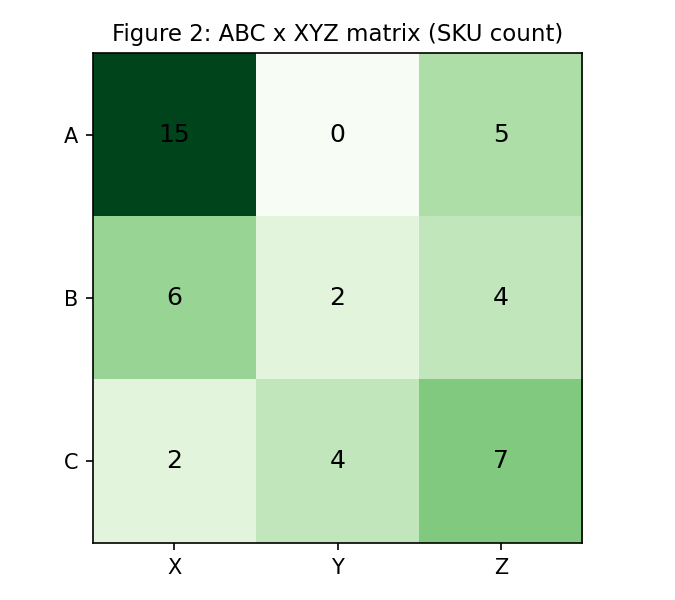 Figure 2: ABC x XYZ matrix (SKU count)
A 15 0 5
B 6 2 4
C 2 4 7
X Y Z